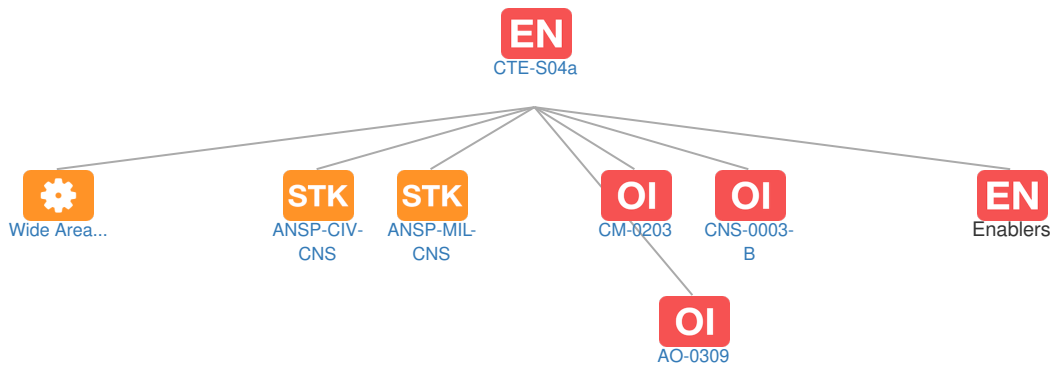 EN
CTE-S04a
Wide Area...
STK
ANSP-CIV-
CNS
STK
ANSP-MIL-
CNS
OI
CM-0203
OI
CNS-0003-
B
EN
Enablers
OI
AO-0309